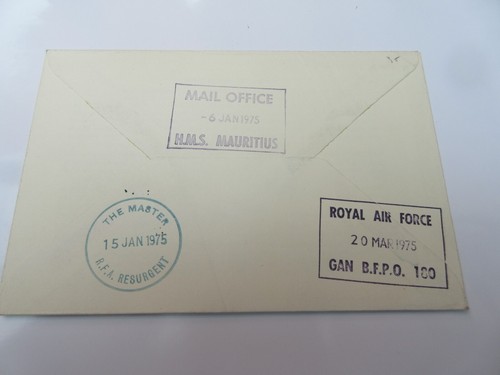 MAIL OFFICE
-6 JAN 1975
H.M.S. MAURITIUS
THE MASTER
15 JAN 1975
R.F.A. RESURGENT
ROYAL AIR FORCE
20 MAR 1975
GAN B.F.P.O. 180